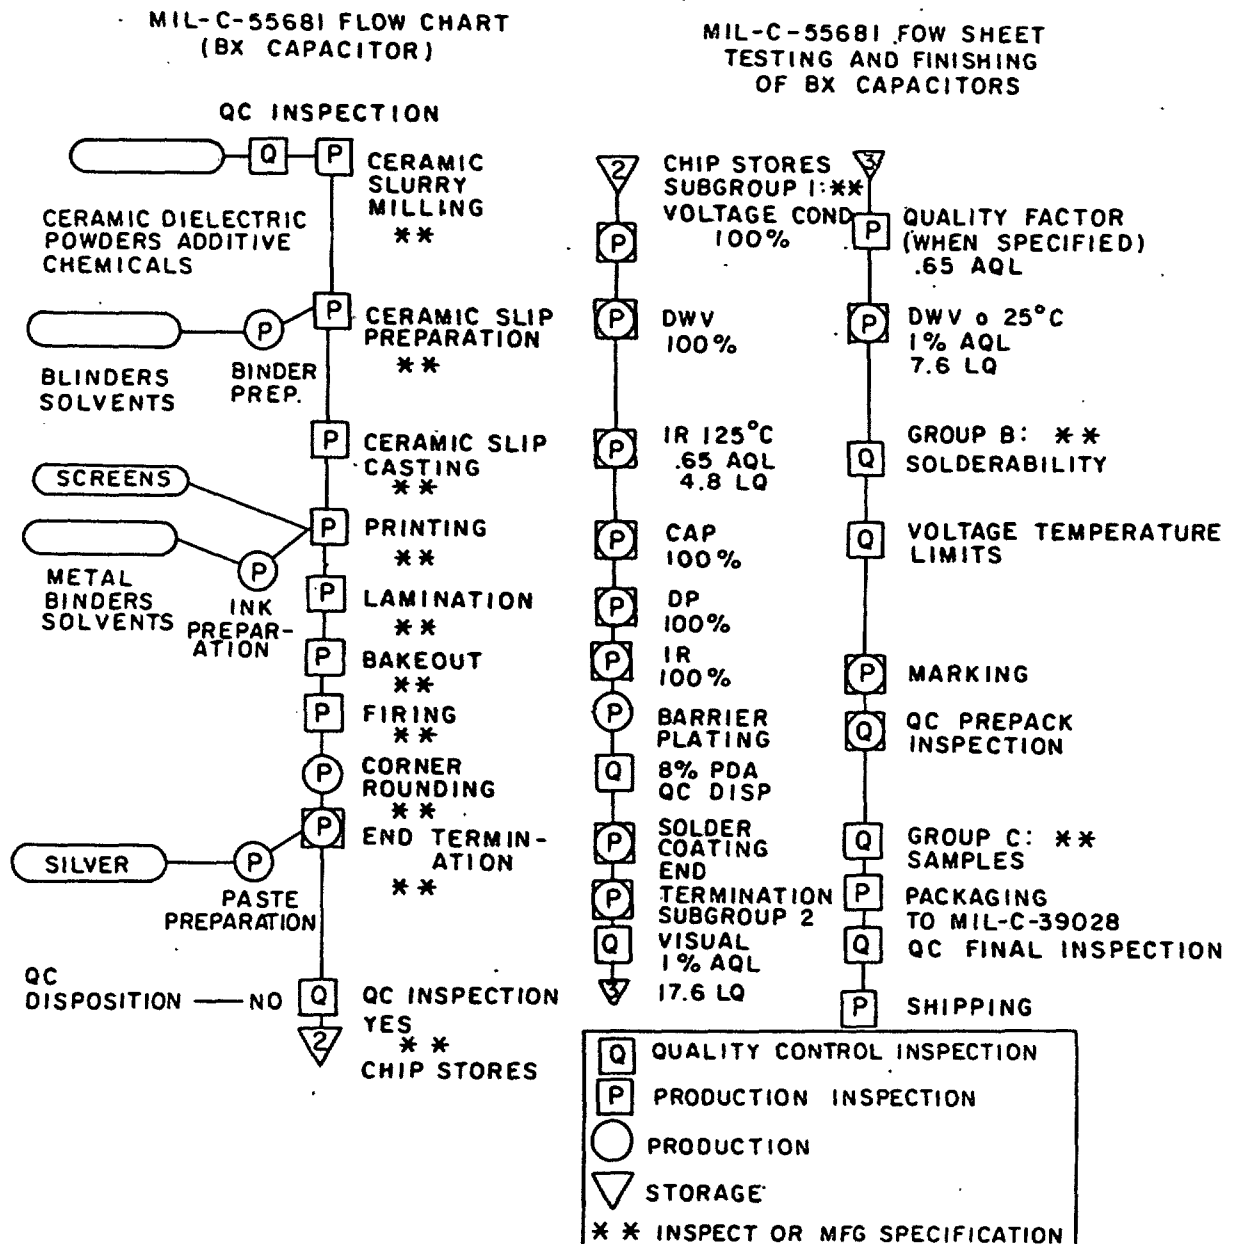 MIL-C-55681 FLOW CHART
(BX CAPACITOR)
QC INSPECTION
Q
P
CERAMIC
SLURRY
MILLING
**
CERAMIC DIELECTRIC
POWDERS ADDITIVE
CHEMICALS
P
P
CERAMIC SLIP
PREPARATION
**
BLINDERS
SOLVENTS
BINDER
PREP.
P
CERAMIC SLIP
CASTING
**
SCREENS
P
PRINTING
**
P
METAL
BINDERS
SOLVENTS
INK
PREPAR-
ATION
P
LAMINATION
**
P
BAKEOUT
**
P
FIRING
**
P
CORNER
ROUNDING
**
P
END TERMIN-
ATION
**
SILVER
P
PASTE
PREPARATION
QC
DISPOSITION — NO
Q
QC INSPECTION
YES
**
2
CHIP STORES
MIL-C-55681 FOW SHEET
TESTING AND FINISHING
OF BX CAPACITORS
2
CHIP STORES
SUBGROUP 1:**
VOLTAGE COND
100%
P
P
DWV
100%
P
IR 125°C
.65 AQL
4.8 LQ
P
CAP
100%
P
DP
100%
P
IR
100%
P
BARRIER
PLATING
Q
8% PDA
QC DISP
P
SOLDER
COATING
END
TERMINATION
P
SUBGROUP 2
Q
VISUAL
1% AQL
3
17.6 LQ
3
P
QUALITY FACTOR
(WHEN SPECIFIED)
.65 AQL
P
DWV o 25°C
1% AQL
7.6 LQ
GROUP B: **
Q
SOLDERABILITY
Q
VOLTAGE TEMPERATURE
LIMITS
P
MARKING
Q
QC PREPACK
INSPECTION
Q
GROUP C: **
SAMPLES
P
PACKAGING
TO MIL-C-39028
Q
QC FINAL INSPECTION
P
SHIPPING
Q QUALITY CONTROL INSPECTION
P PRODUCTION INSPECTION
PRODUCTION
STORAGE
** INSPECT OR MFG SPECIFICATION